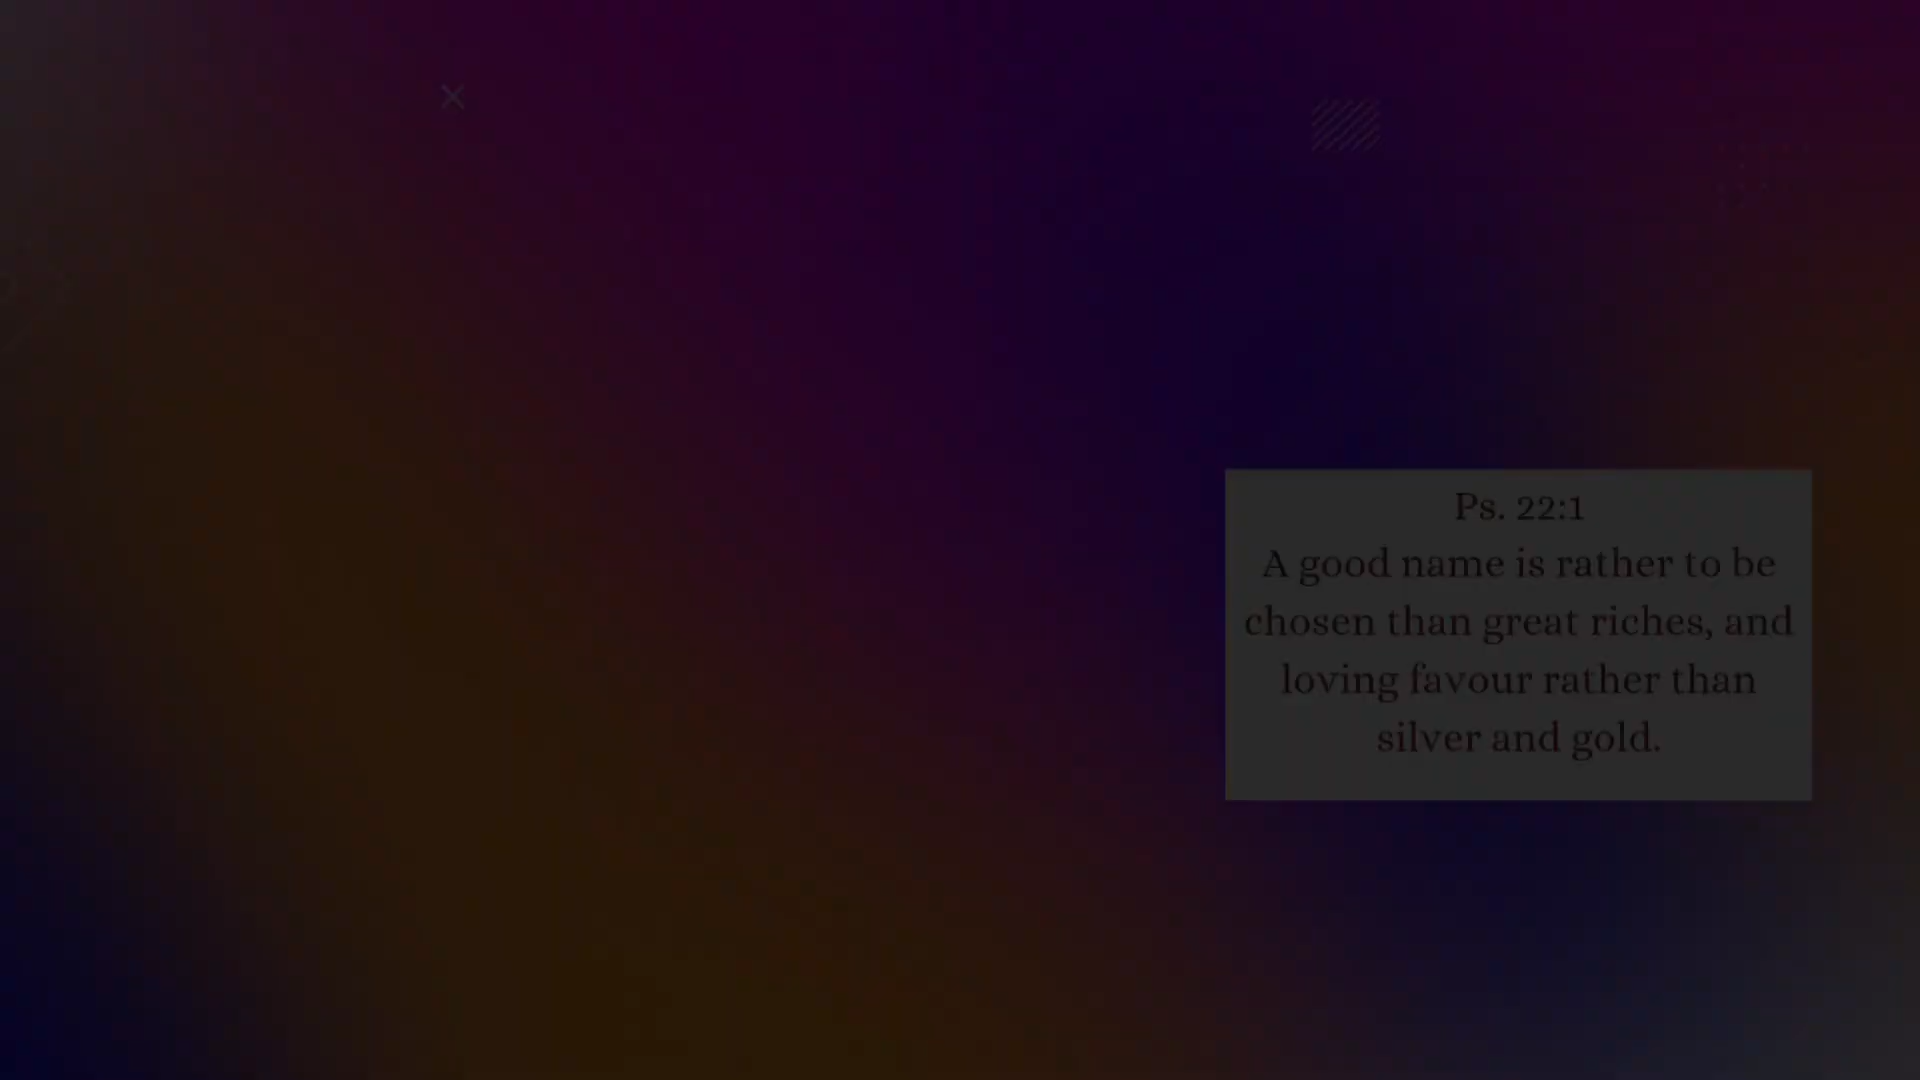 Ps. 22:1
A good name is rather to be
chosen than great riches, and
loving favour rather than
silver and gold.